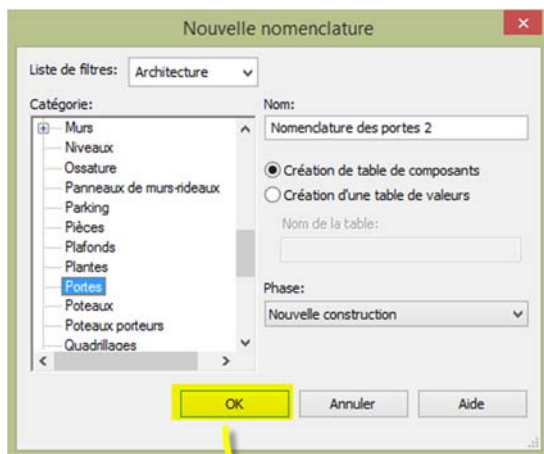 Nouvelle nomenclature
Liste de filtres: Architecture
Catégorie:
Murs
Niveaux
Ossature
Panneaux de murs-rideaux
Parking
Pièces
Plafonds
Plantes
Portes
Poteaux
Poteaux porteurs
Quadrillages
Nom:
Nomenclature des portes 2
Création de table de composants
Création d'une table de valeurs
Nom de la table:
Phase:
Nouvelle construction
OK
Annuler
Aide